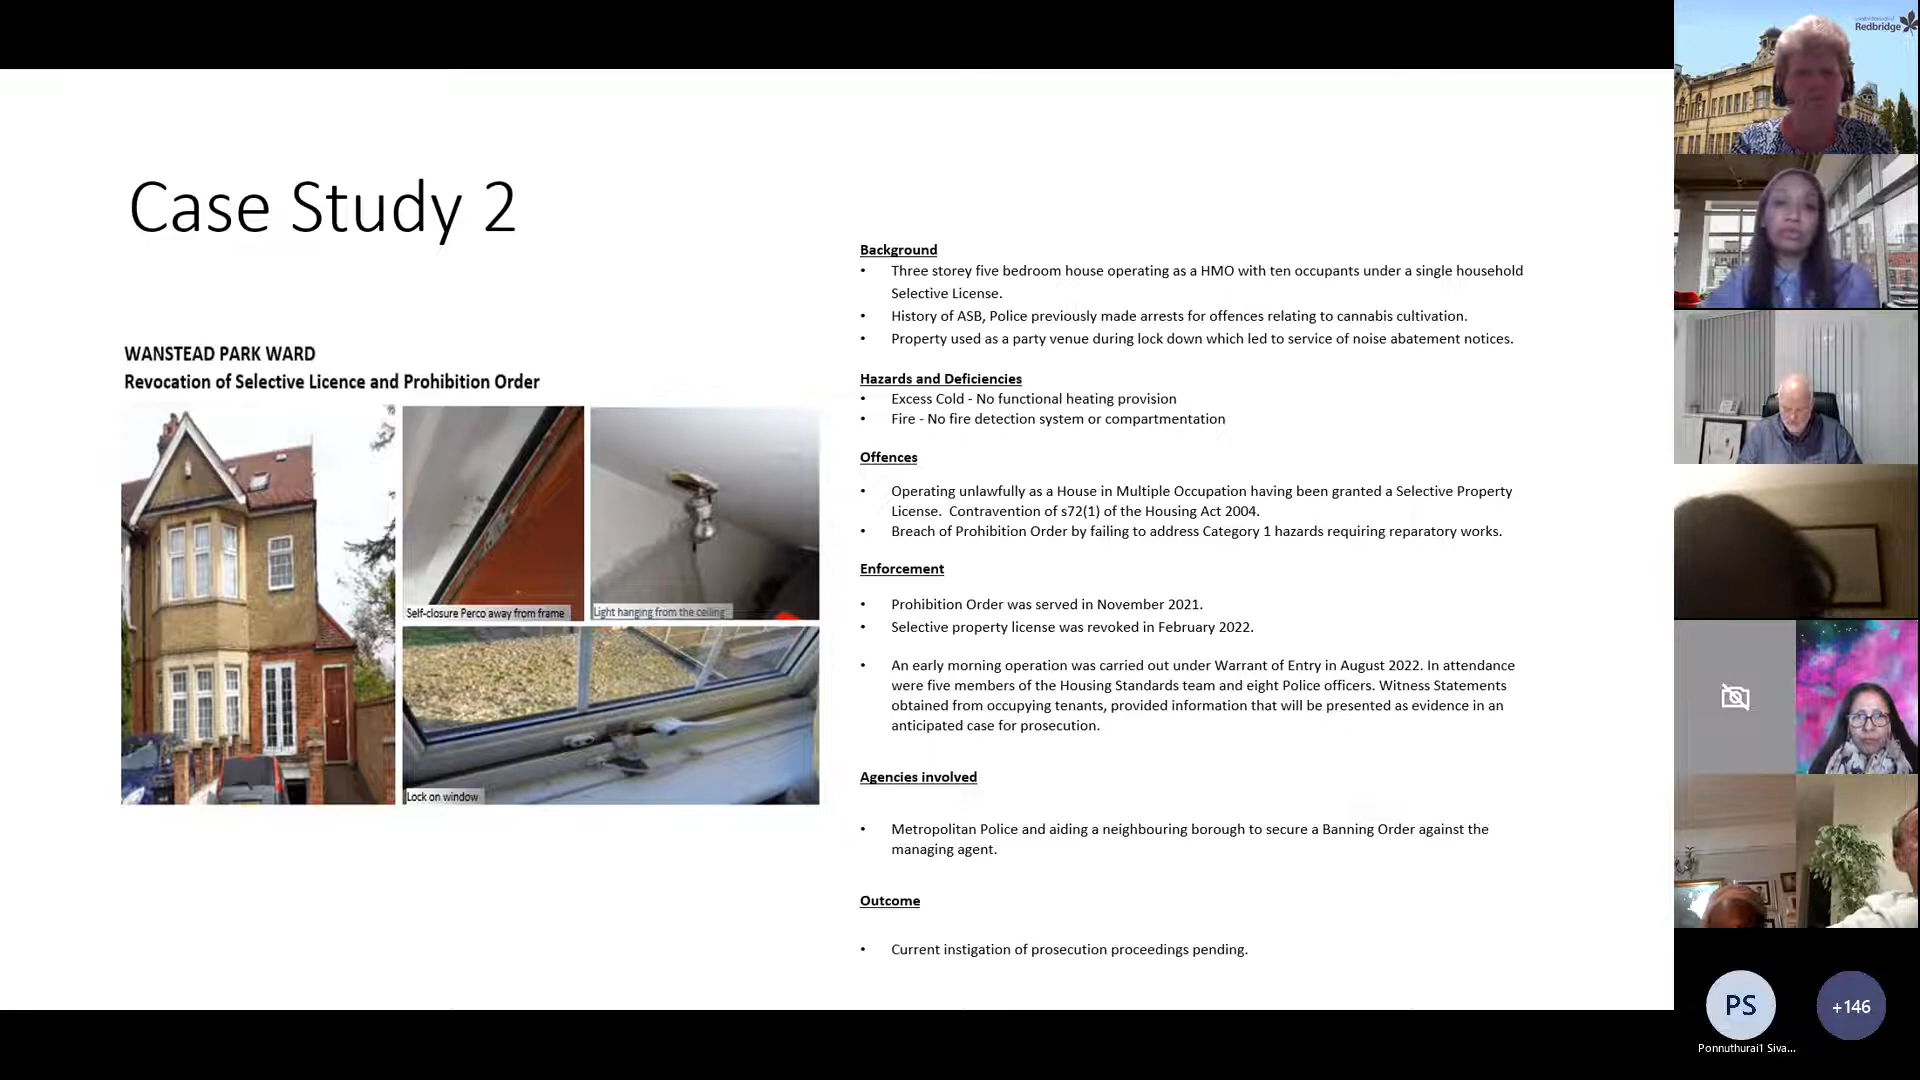 Case Study 2
WANSTEAD PARK WARD
Revocation of Selective Licence and Prohibition Order
Self-closure Perco away from frame
Light hanging from the ceiling
Lock on window
Background
• Three storey five bedroom house operating as a HMO with ten occupants under a single household
Selective License.
• History of ASB, Police previously made arrests for offences relating to cannabis cultivation.
• Property used as a party venue during lock down which led to service of noise abatement notices.
Hazards and Deficiencies
• Excess Cold - No functional heating provision
• Fire - No fire detection system or compartmentation
Offences
• Operating unlawfully as a House in Multiple Occupation having been granted a Selective Property
License. Contravention of s72(1) of the Housing Act 2004.
• Breach of Prohibition Order by failing to address Category 1 hazards requiring reparatory works.
Enforcement
• Prohibition Order was served in November 2021.
• Selective property license was revoked in February 2022.
• An early morning operation was carried out under Warrant of Entry in August 2022. In attendance
were five members of the Housing Standards team and eight Police officers. Witness Statements
obtained from occupying tenants, provided information that will be presented as evidence in an
anticipated case for prosecution.
Agencies involved
• Metropolitan Police and aiding a neighbouring borough to secure a Banning Order against the
managing agent.
Outcome
• Current instigation of prosecution proceedings pending.
Redbridge
PS
+146
Ponnuthurai1 Siva...